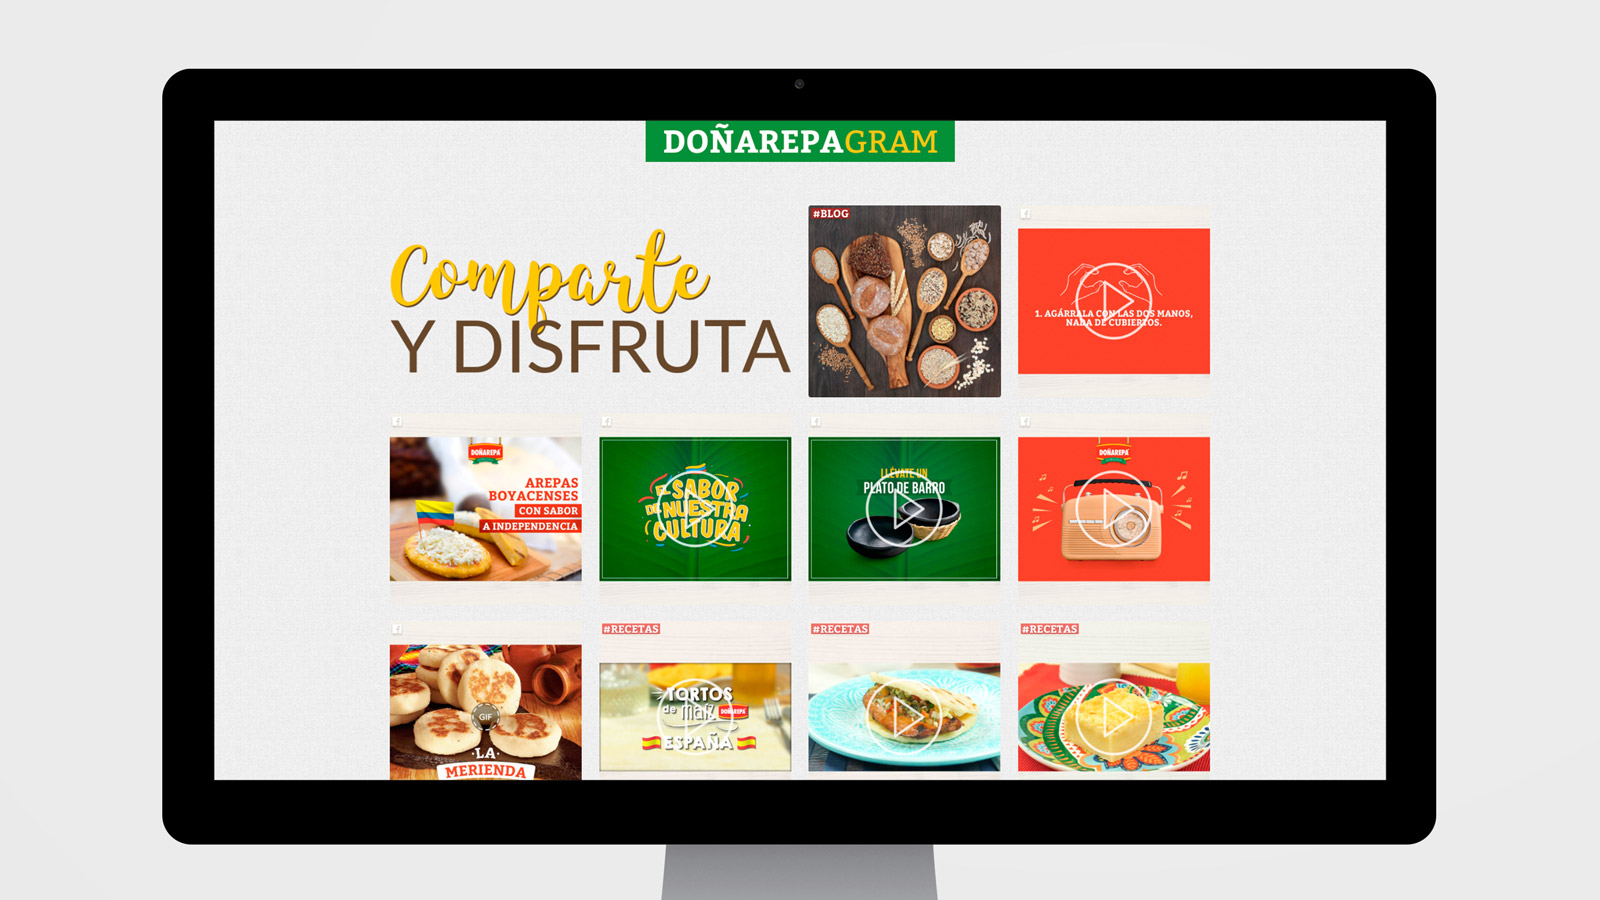 DOÑAREPAGRAM
Comparte
Y DISFRUTA
#BLOG
1. AGÁRRALA CON LAS DOS MANOS,
NADA DE CUBIERTOS.
DOÑAREPA
AREPAS
BOYACENSES
CON SABOR
A INDEPENDENCIA
EL SABOR
DE NUESTRA
CULTURA
LLÉVATE UN
PLATO DE BARRO
DOÑAREPA
GIF
·LA·
MERIENDA
#RECETAS
TORTOS
de maíz DOÑAREPA
ESPAÑA
#RECETAS
#RECETAS